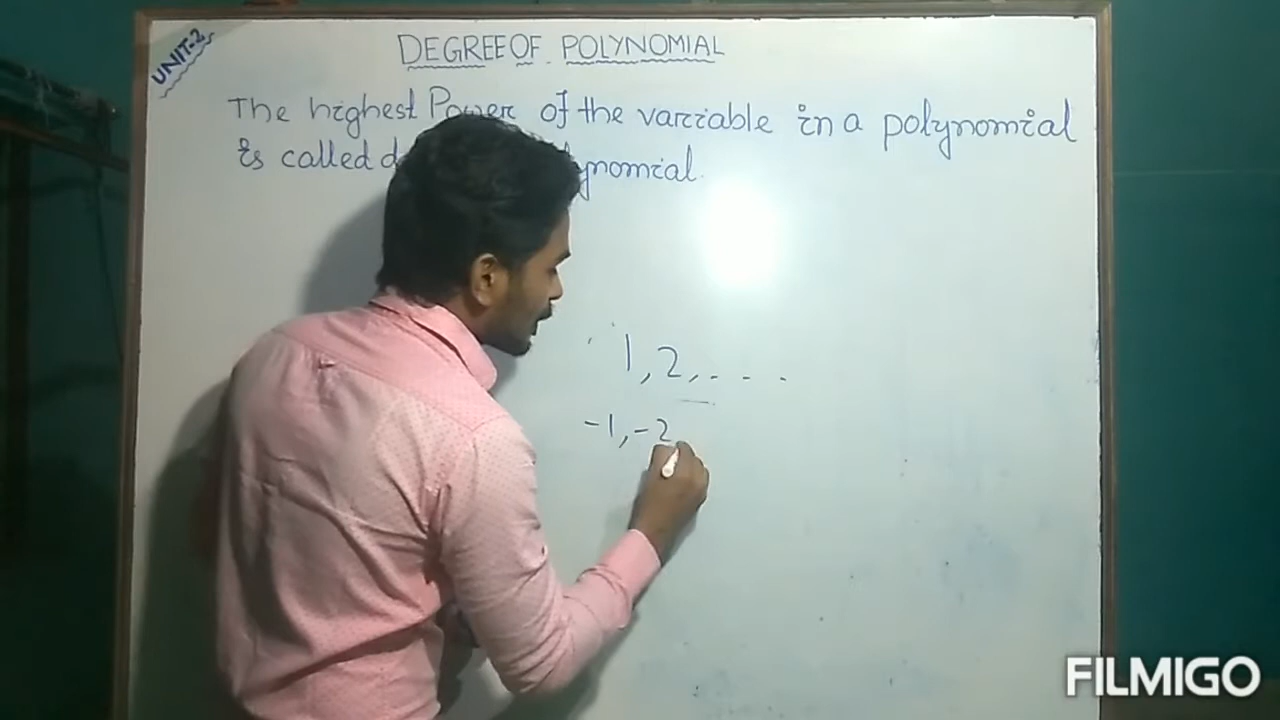 UNIT-2
DEGREE OF POLYNOMIAL
The highest Power of the variable in a polynomial
is called polynomial.
1, 2, - - -
-1, -2
FILMIGO